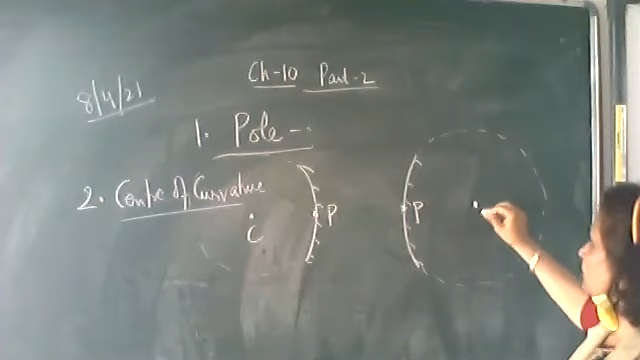 Ch-10 Part-2
8/4/21
1. Pole -:
2. Centre Of Curvature
P
P
i